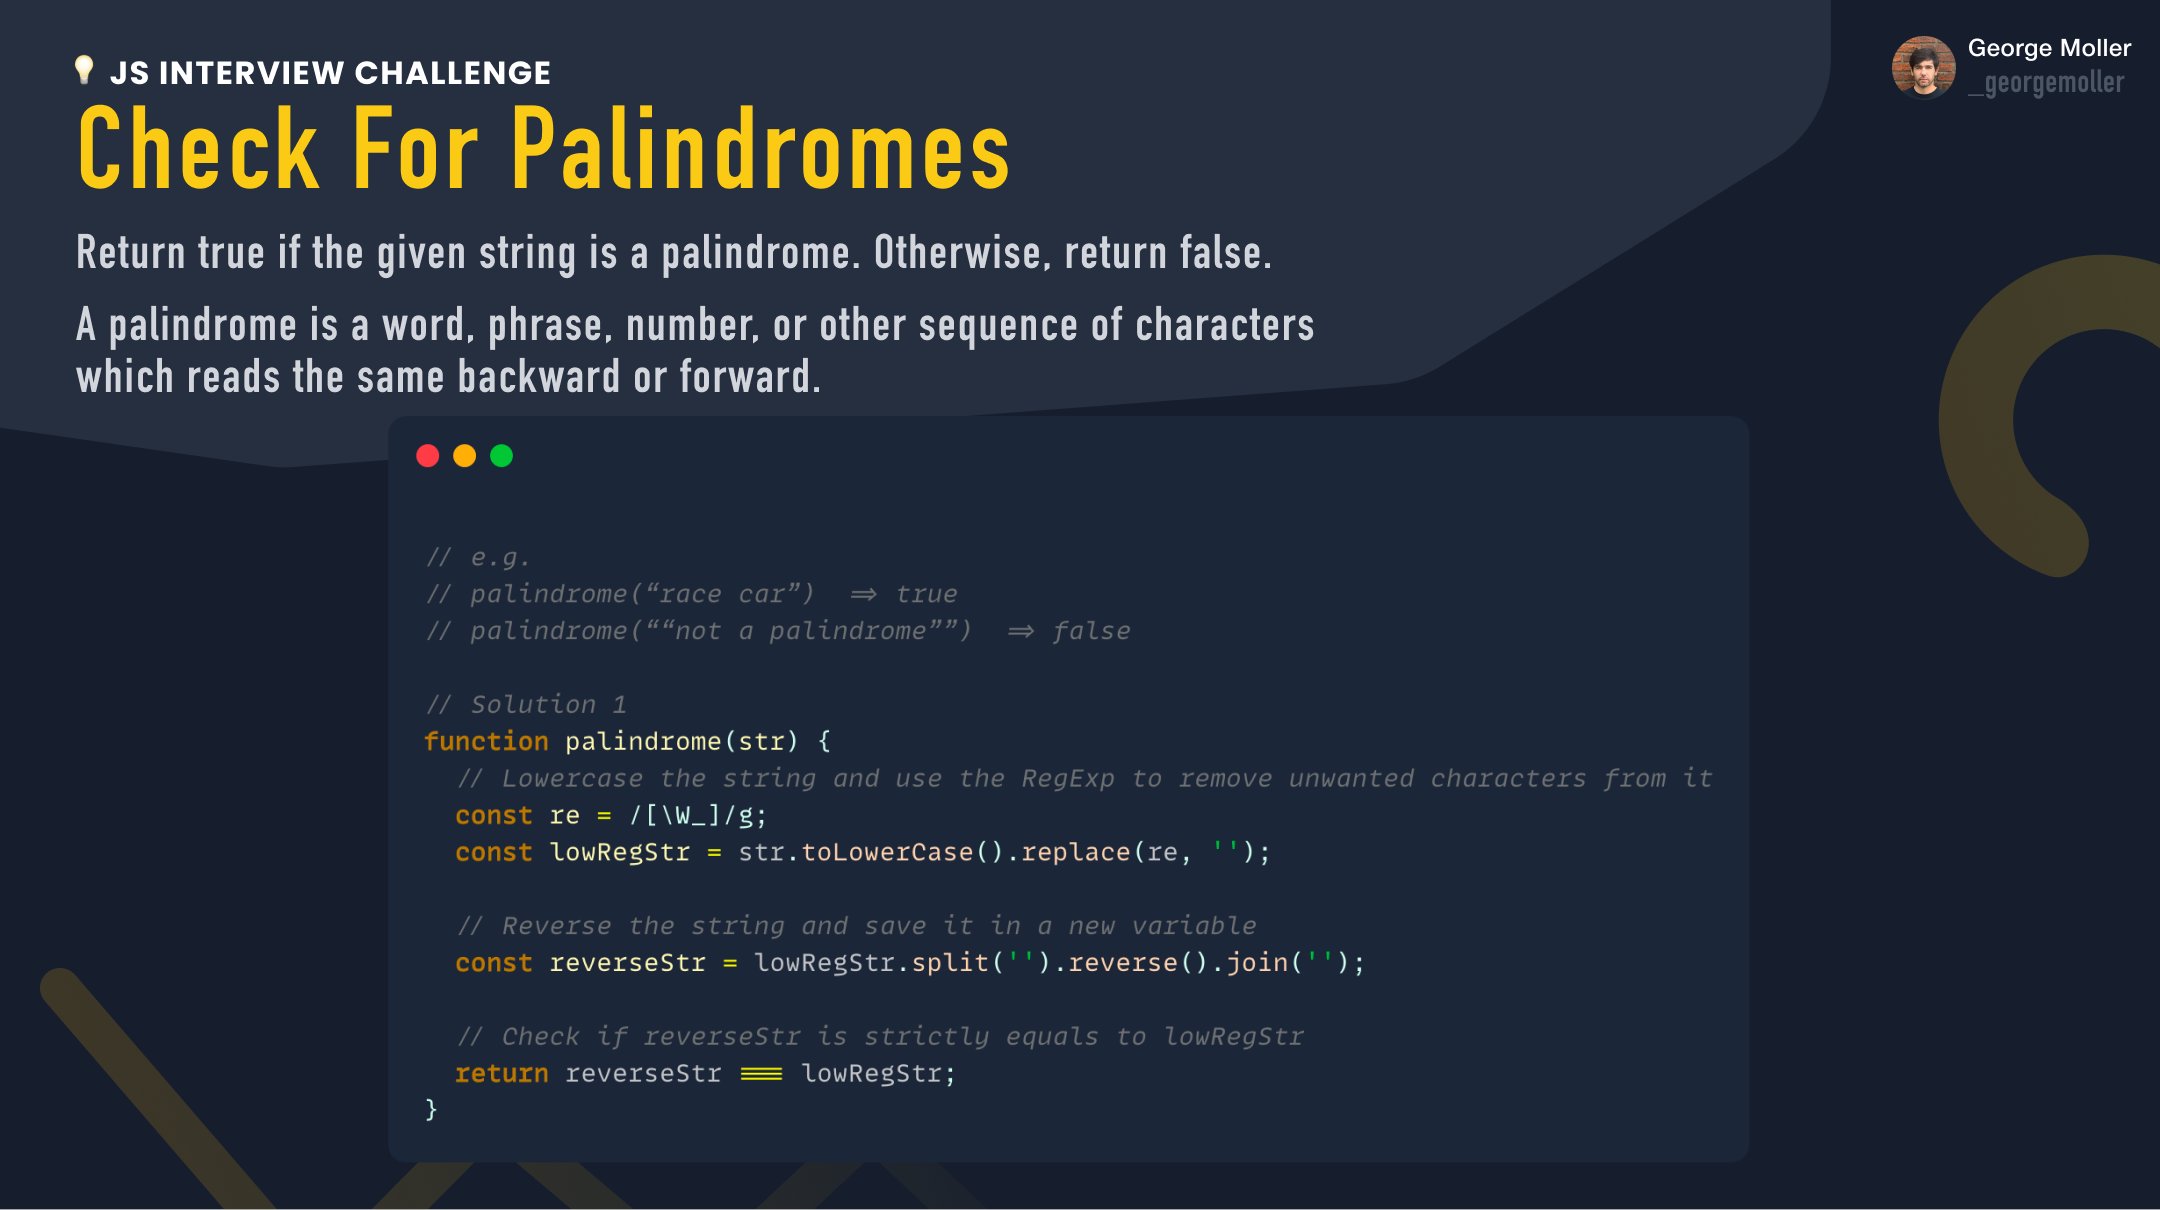 JS INTERVIEW CHALLENGE
Check For Palindromes
George Moller
_georgemoller
Return true if the given string is a palindrome. Otherwise, return false.
A palindrome is a word, phrase, number, or other sequence of characters
which reads the same backward or forward.
// e.g.
// palindrome(“race car”)  => true
// palindrome(““not a palindrome””)  => false
// Solution 1
function palindrome(str) {
  // Lowercase the string and use the RegExp to remove unwanted characters from it
  const re = /[\W_]/g;
  const lowRegStr = str.toLowerCase().replace(re, '');
  // Reverse the string and save it in a new variable
  const reverseStr = lowRegStr.split('').reverse().join('');
  // Check if reverseStr is strictly equals to lowRegStr
  return reverseStr === lowRegStr;
}